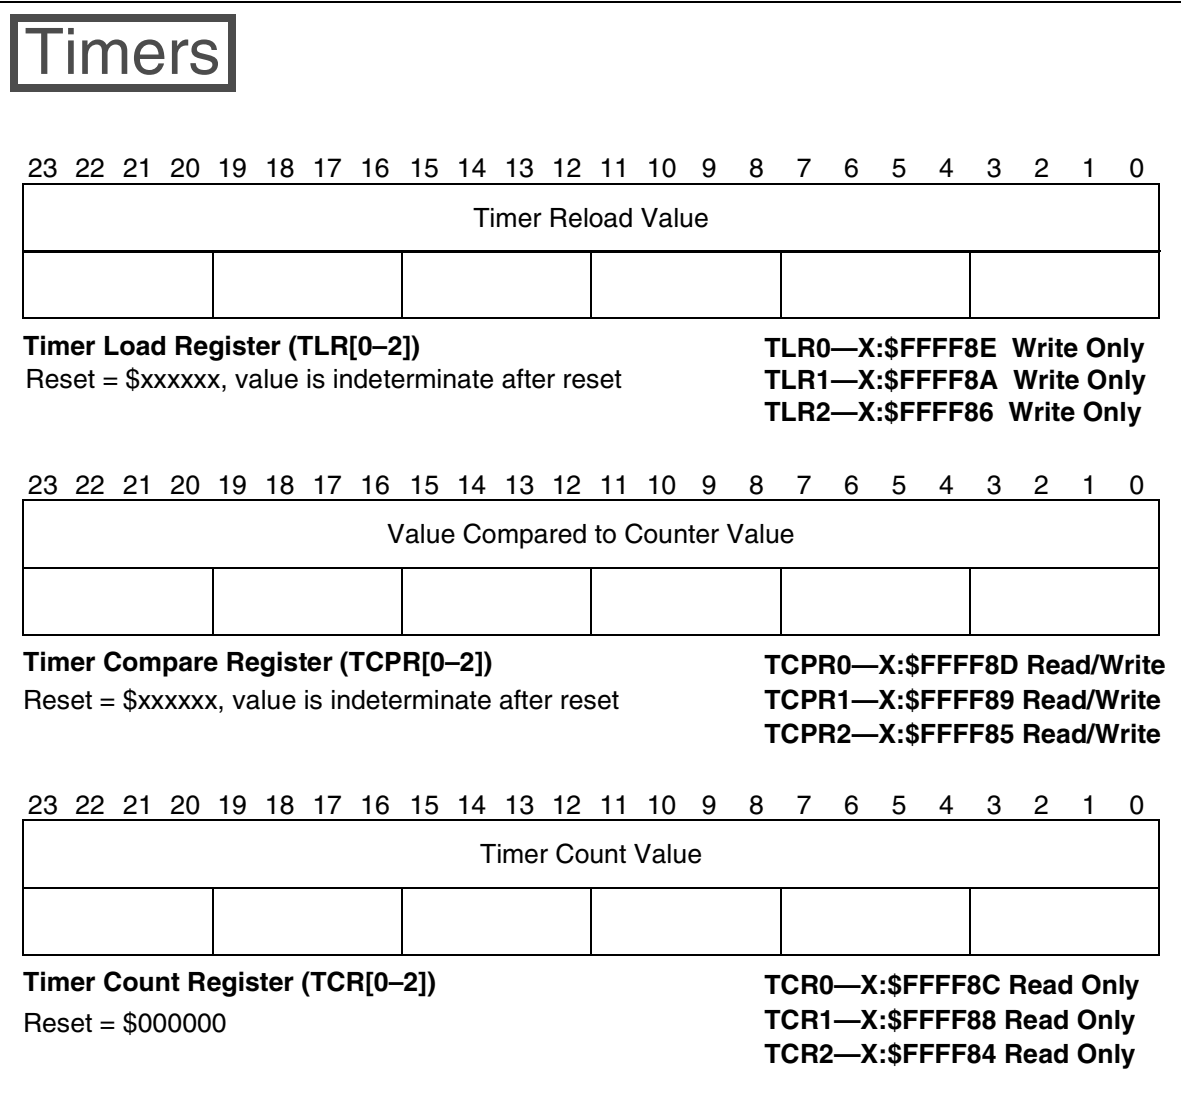 Timers
23 22 21 20 19 18 17 16 15 14 13 12 11 10 9 8 7 6 5 4 3 2 1 0
Timer Reload Value
Timer Load Register (TLR[0–2])
Reset = $xxxxxx, value is indeterminate after reset
TLR0—X:$FFFF8E Write Only
TLR1—X:$FFFF8A Write Only
TLR2—X:$FFFF86 Write Only
23 22 21 20 19 18 17 16 15 14 13 12 11 10 9 8 7 6 5 4 3 2 1 0
Value Compared to Counter Value
Timer Compare Register (TCPR[0–2])
Reset = $xxxxxx, value is indeterminate after reset
TCPR0—X:$FFFF8D Read/Write
TCPR1—X:$FFFF89 Read/Write
TCPR2—X:$FFFF85 Read/Write
23 22 21 20 19 18 17 16 15 14 13 12 11 10 9 8 7 6 5 4 3 2 1 0
Timer Count Value
Timer Count Register (TCR[0–2])
Reset = $000000
TCR0—X:$FFFF8C Read Only
TCR1—X:$FFFF88 Read Only
TCR2—X:$FFFF84 Read Only